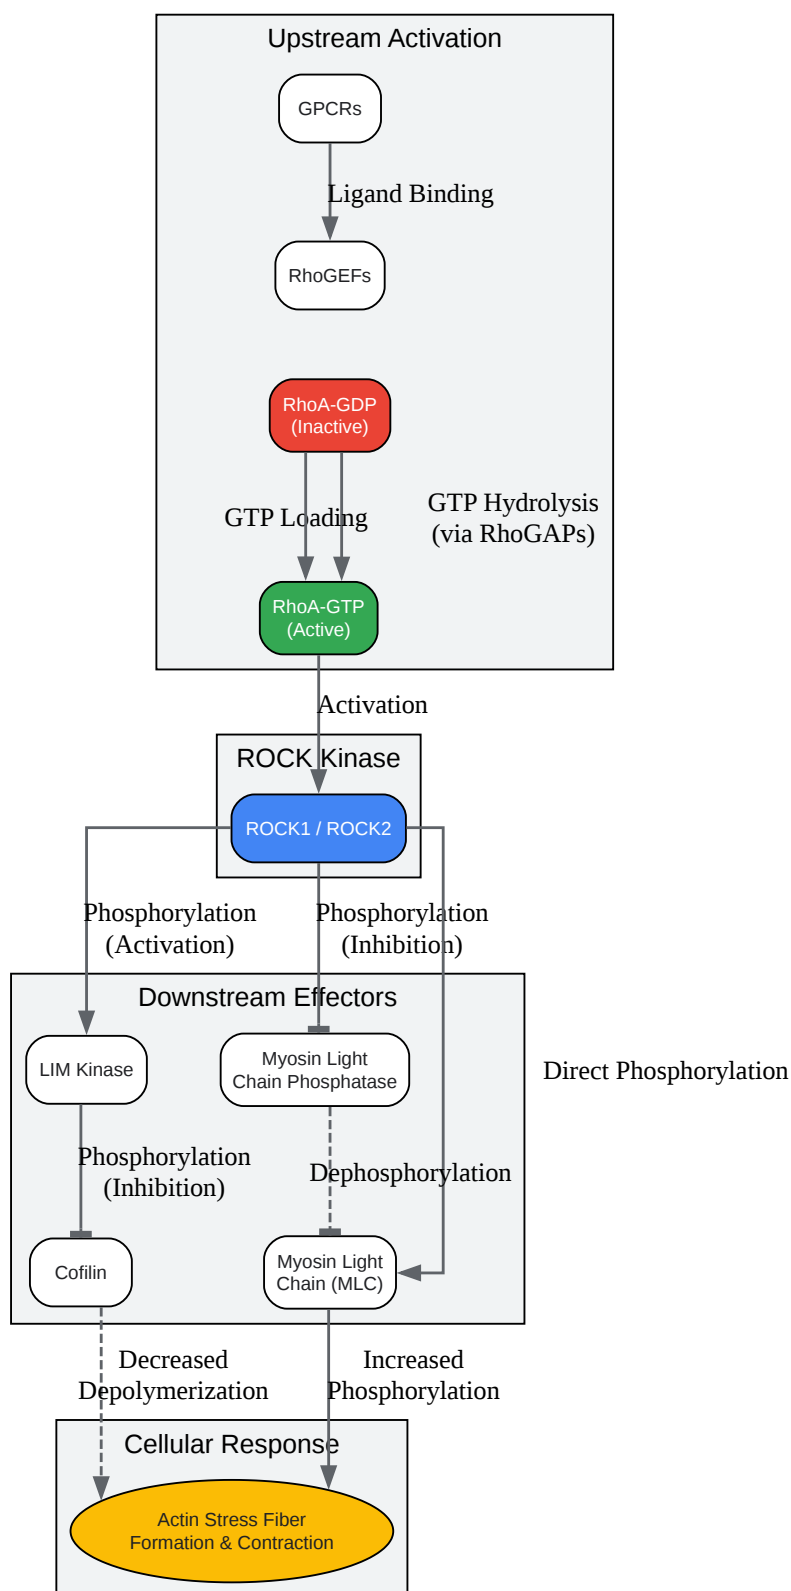 Upstream Activation
GPCRs
Ligand Binding
RhoGEFs
RhoA-GDP
(Inactive)
GTP Loading
GTP Hydrolysis
(via RhoGAPs)
RhoA-GTP
(Active)
Activation
ROCK Kinase
ROCK1 / ROCK2
Phosphorylation
(Activation)
Phosphorylation
(Inhibition)
Downstream Effectors
LIM Kinase
Myosin Light
Chain Phosphatase
Direct Phosphorylation
Phosphorylation
(Inhibition)
Dephosphorylation
Cofilin
Myosin Light
Chain (MLC)
Decreased
Depolymerization
Increased
Phosphorylation
Cellular Response
Actin Stress Fiber
Formation & Contraction